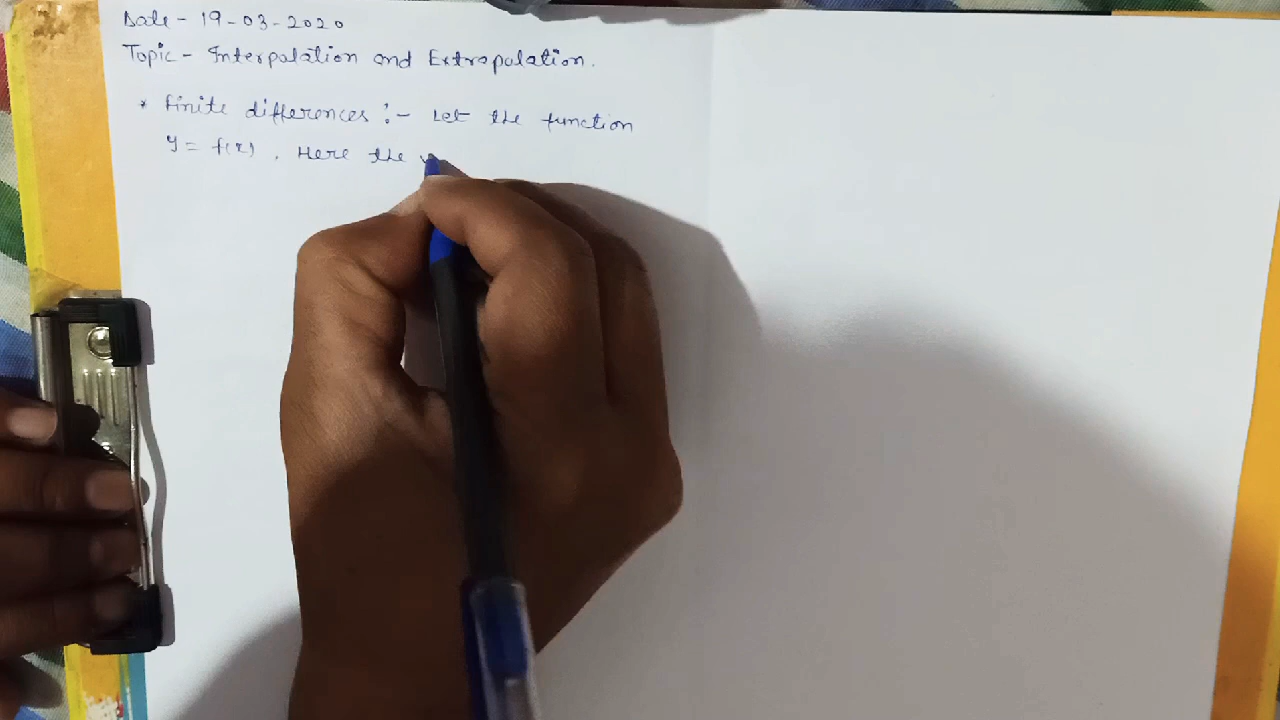 Date - 19-03-2020
Topic - Interpolation and Extrapolation.
* Finite differences :- Let the function
y = f(x). Here the